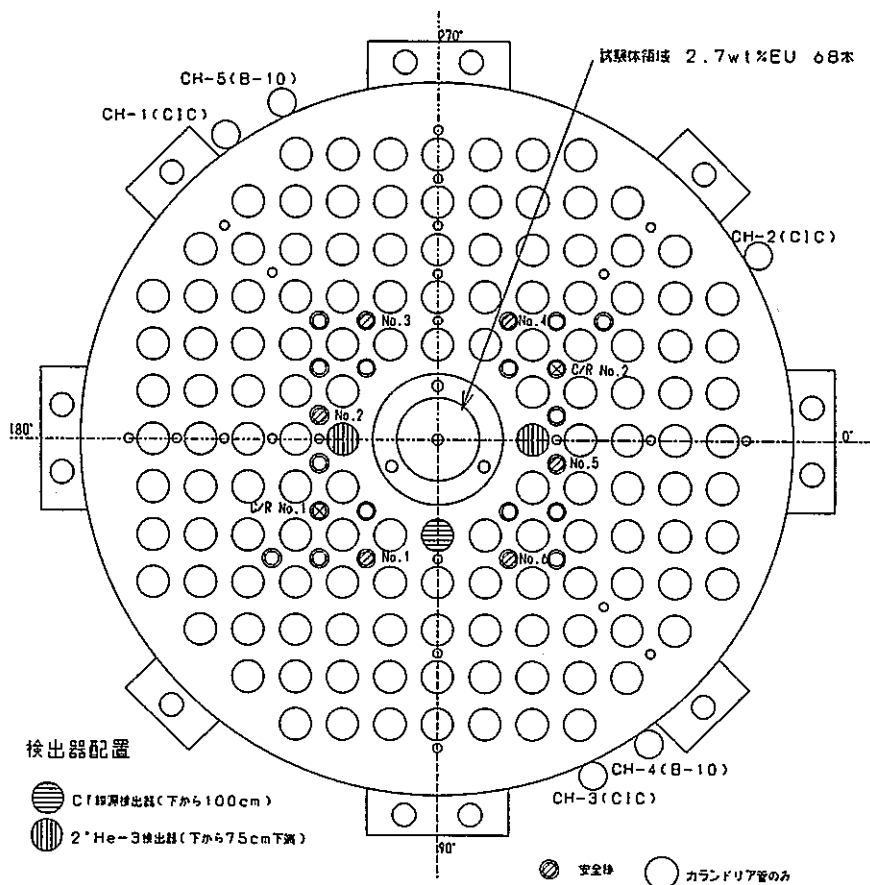 270°
試験体領域 2.7wt%EU 68本
CH-5(B-10)
CH-1(CIC)
CH-2(CIC)
No.3
No.4
C/R No.2
No.2
180°
0°
No.5
C/R No.1
No.1
No.6
検出器配置
CH-4(B-10)
CH-3(CIC)
Cf線源検出器(下から100cm)
2"He-3検出器(下から75cm下端)
90°
安全棒
カランドリア管のみ